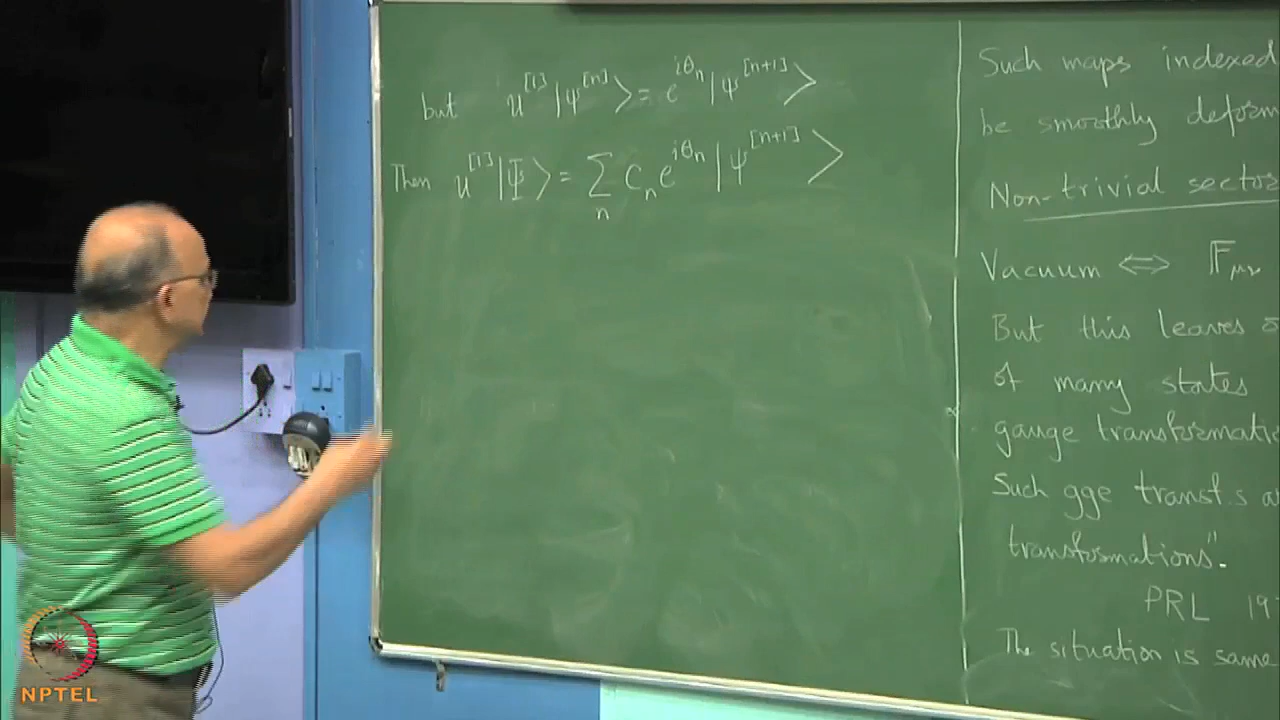 but u^[1] |ψ^[n]⟩ = e^{iθ_n} |ψ^[n+1]⟩
Then u^[1] |Ψ⟩ = Σ_n c_n e^{iθ_n} |ψ^[n+1]⟩
Such maps indexed
be smoothly deform
Non-trivial sector
Vacuum ⇔ F_μν
But this leaves
of many states
gauge transformati
Such gge transf.s a
transformations".
PRL 19
The situation is same
NPTEL